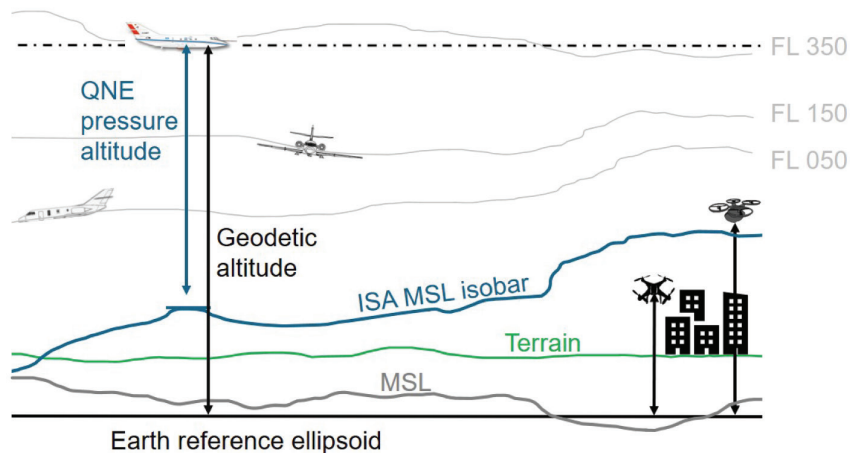 FL 350
QNE
pressure
altitude
FL 150
FL 050
Geodetic
altitude
ISA MSL isobar
Terrain
MSL
Earth reference ellipsoid